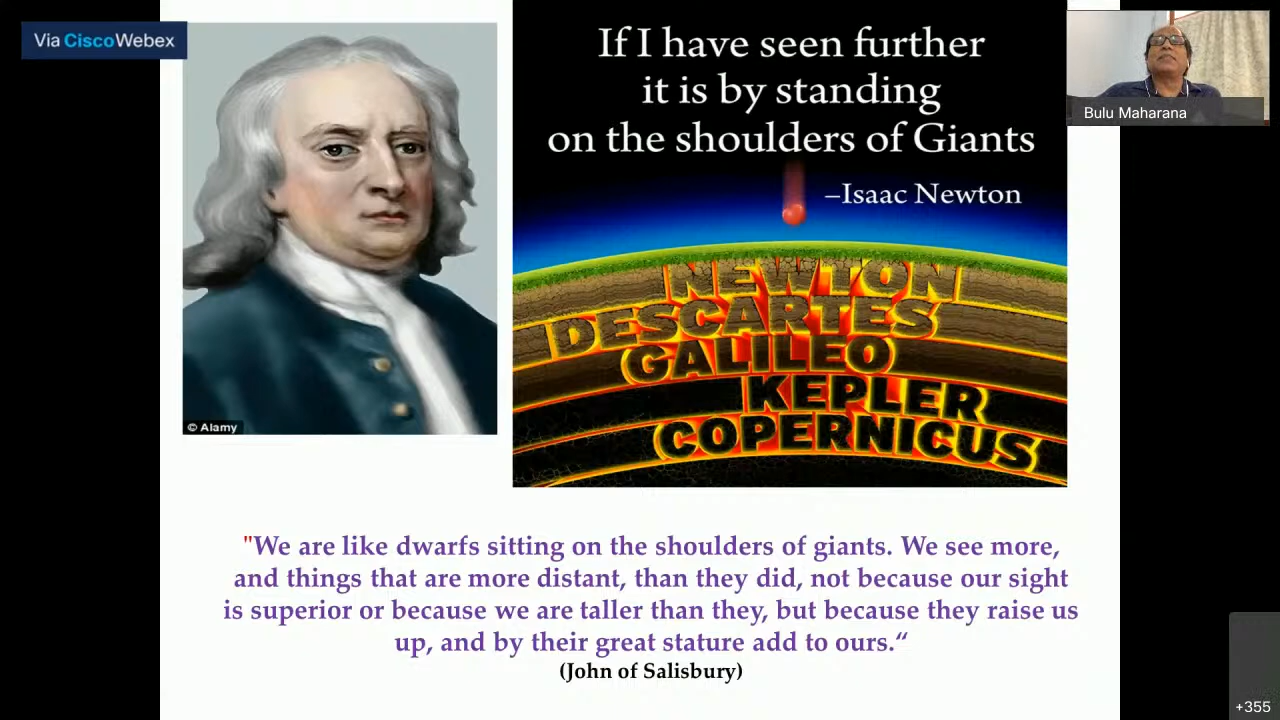 Via CiscoWebex
If I have seen further
it is by standing
on the shoulders of Giants
–Isaac Newton
Bulu Maharana
NEWTON
DESCARTES
GALILEO
KEPLER
COPERNICUS
© Alamy
"We are like dwarfs sitting on the shoulders of giants. We see more,
and things that are more distant, than they did, not because our sight
is superior or because we are taller than they, but because they raise us
up, and by their great stature add to ours.“
(John of Salisbury)
+355